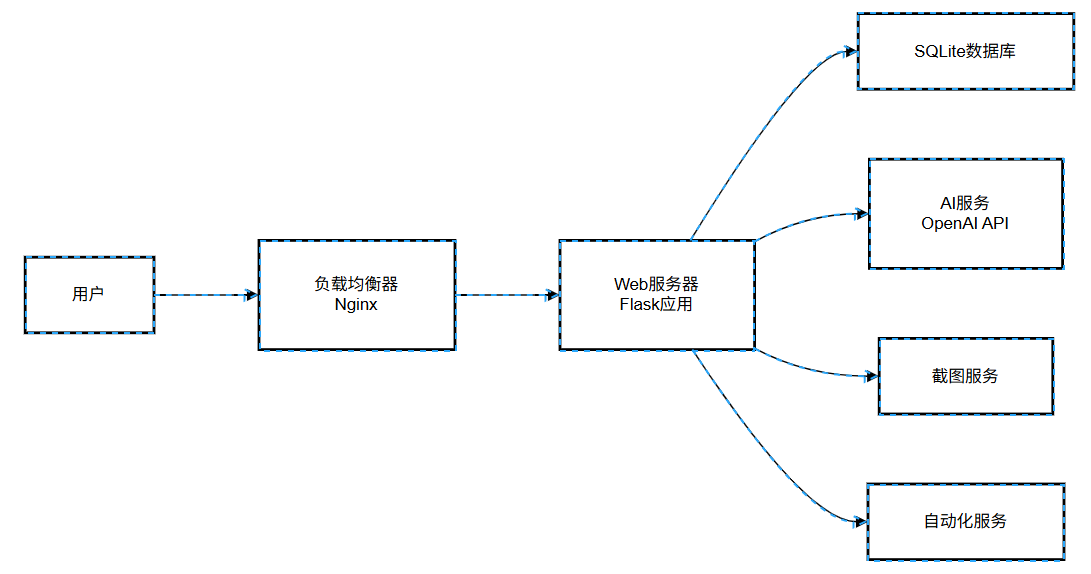 用户
负载均衡器
Nginx
Web服务器
Flask应用
SQLite数据库
AI服务
OpenAI API
截图服务
自动化服务